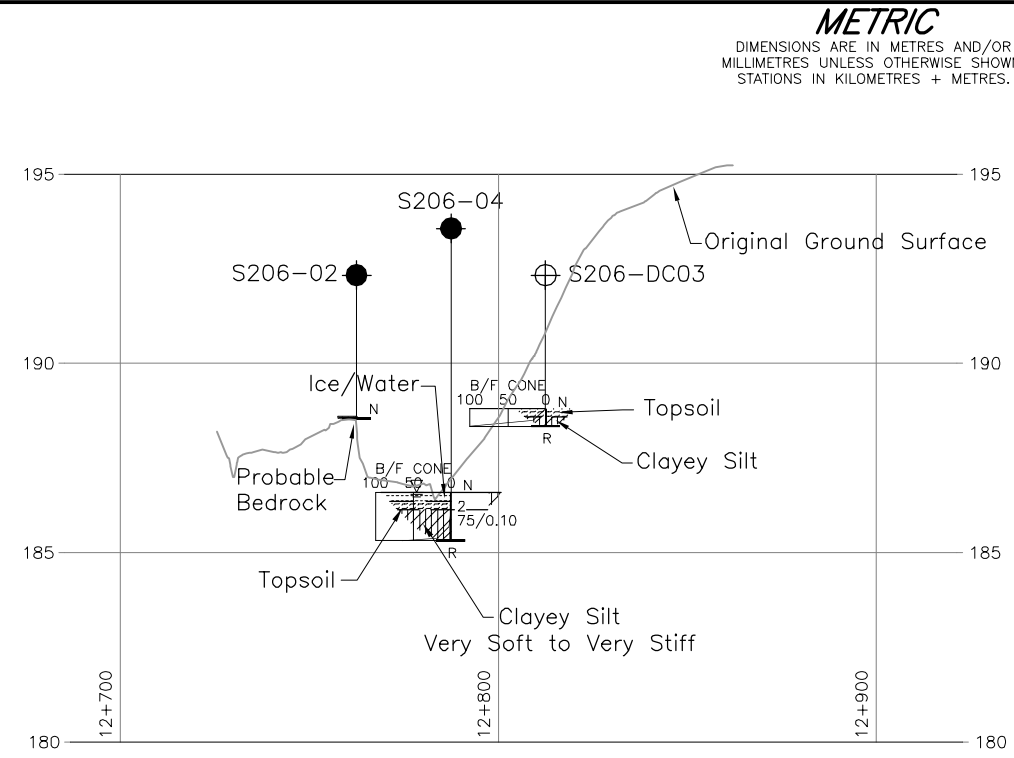 METRIC
DIMENSIONS ARE IN METRES AND/OR
MILLIMETRES UNLESS OTHERWISE SHOWN
STATIONS IN KILOMETRES + METRES.
195
195
S206-04
Original Ground Surface
S206-02
S206-DC03
190
190
Ice/Water
B/F CONE
100 50 0 N
Topsoil
R
N
Clayey Silt
Probable
Bedrock
B/F CONE
100 50 0 N
2
75/0.10
R
185
185
Topsoil
Clayey Silt
Very Soft to Very Stiff
12+700
12+800
12+900
180
180